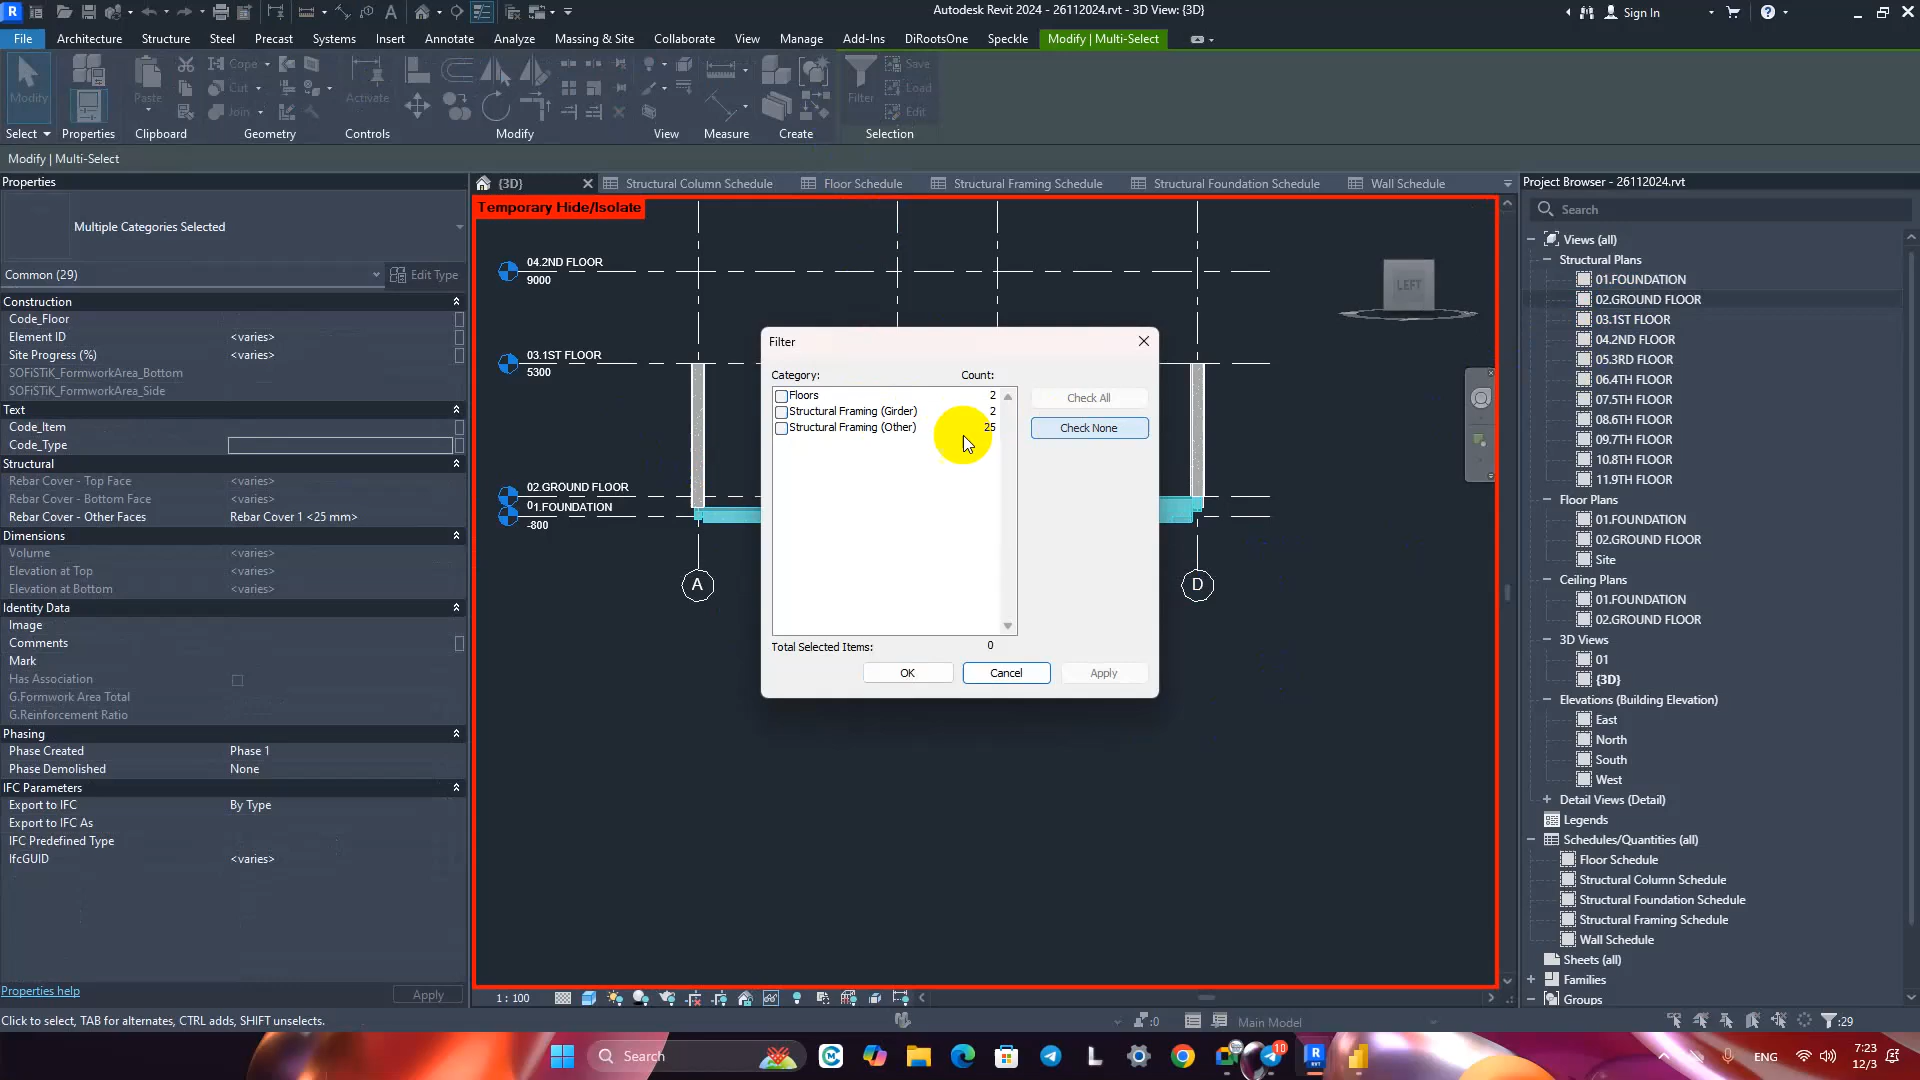 Autodesk Revit 2024 - 26112024.rvt - 3D View: {3D}
Sign In
File Architecture Structure Steel Precast Systems Insert Annotate Analyze Massing & Site Collaborate View Manage Add-Ins DiRootsOne Speckle Modify | Multi-Select
Modify
Paste
Cope
Cut
Join
Activate
Filter
Save
Load
Edit
Select Properties Clipboard Geometry Controls Modify View Measure Create Selection
Modify | Multi-Select
Properties
Multiple Categories Selected
Common (29) Edit Type
Construction
Code_Floor
Element ID <varies>
Site Progress (%) <varies>
SOFiSTiK_FormworkArea_Bottom
SOFiSTiK_FormworkArea_Side
Text
Code_Item
Code_Type
Structural
Rebar Cover - Top Face <varies>
Rebar Cover - Bottom Face <varies>
Rebar Cover - Other Faces Rebar Cover 1 <25 mm>
Dimensions
Volume <varies>
Elevation at Top <varies>
Elevation at Bottom <varies>
Identity Data
Image
Comments
Mark
Has Association
G.Formwork Area Total
G.Reinforcement Ratio
Phasing
Phase Created Phase 1
Phase Demolished None
IFC Parameters
Export to IFC By Type
Export to IFC As
IFC Predefined Type
IfcGUID <varies>
Properties help Apply
{3D} Structural Column Schedule Floor Schedule Structural Framing Schedule Structural Foundation Schedule Wall Schedule
Temporary Hide/Isolate
04.2ND FLOOR
9000
03.1ST FLOOR
5300
02.GROUND FLOOR
01.FOUNDATION
-800
A
D
LEFT
Filter
Category: Count:
Floors 2
Structural Framing (Girder) 2
Structural Framing (Other) 25
Check All
Check None
Total Selected Items: 0
OK Cancel Apply
1 : 100
Project Browser - 26112024.rvt
Search
Views (all)
Structural Plans
01.FOUNDATION
02.GROUND FLOOR
03.1ST FLOOR
04.2ND FLOOR
05.3RD FLOOR
06.4TH FLOOR
07.5TH FLOOR
08.6TH FLOOR
09.7TH FLOOR
10.8TH FLOOR
11.9TH FLOOR
Floor Plans
01.FOUNDATION
02.GROUND FLOOR
Site
Ceiling Plans
01.FOUNDATION
02.GROUND FLOOR
3D Views
01
{3D}
Elevations (Building Elevation)
East
North
South
West
Detail Views (Detail)
Legends
Schedules/Quantities (all)
Floor Schedule
Structural Column Schedule
Structural Foundation Schedule
Structural Framing Schedule
Wall Schedule
Sheets (all)
Families
Groups
Click to select, TAB for alternates, CTRL adds, SHIFT unselects. :0 Main Model :29
Search
10
ENG
7:23
12/3